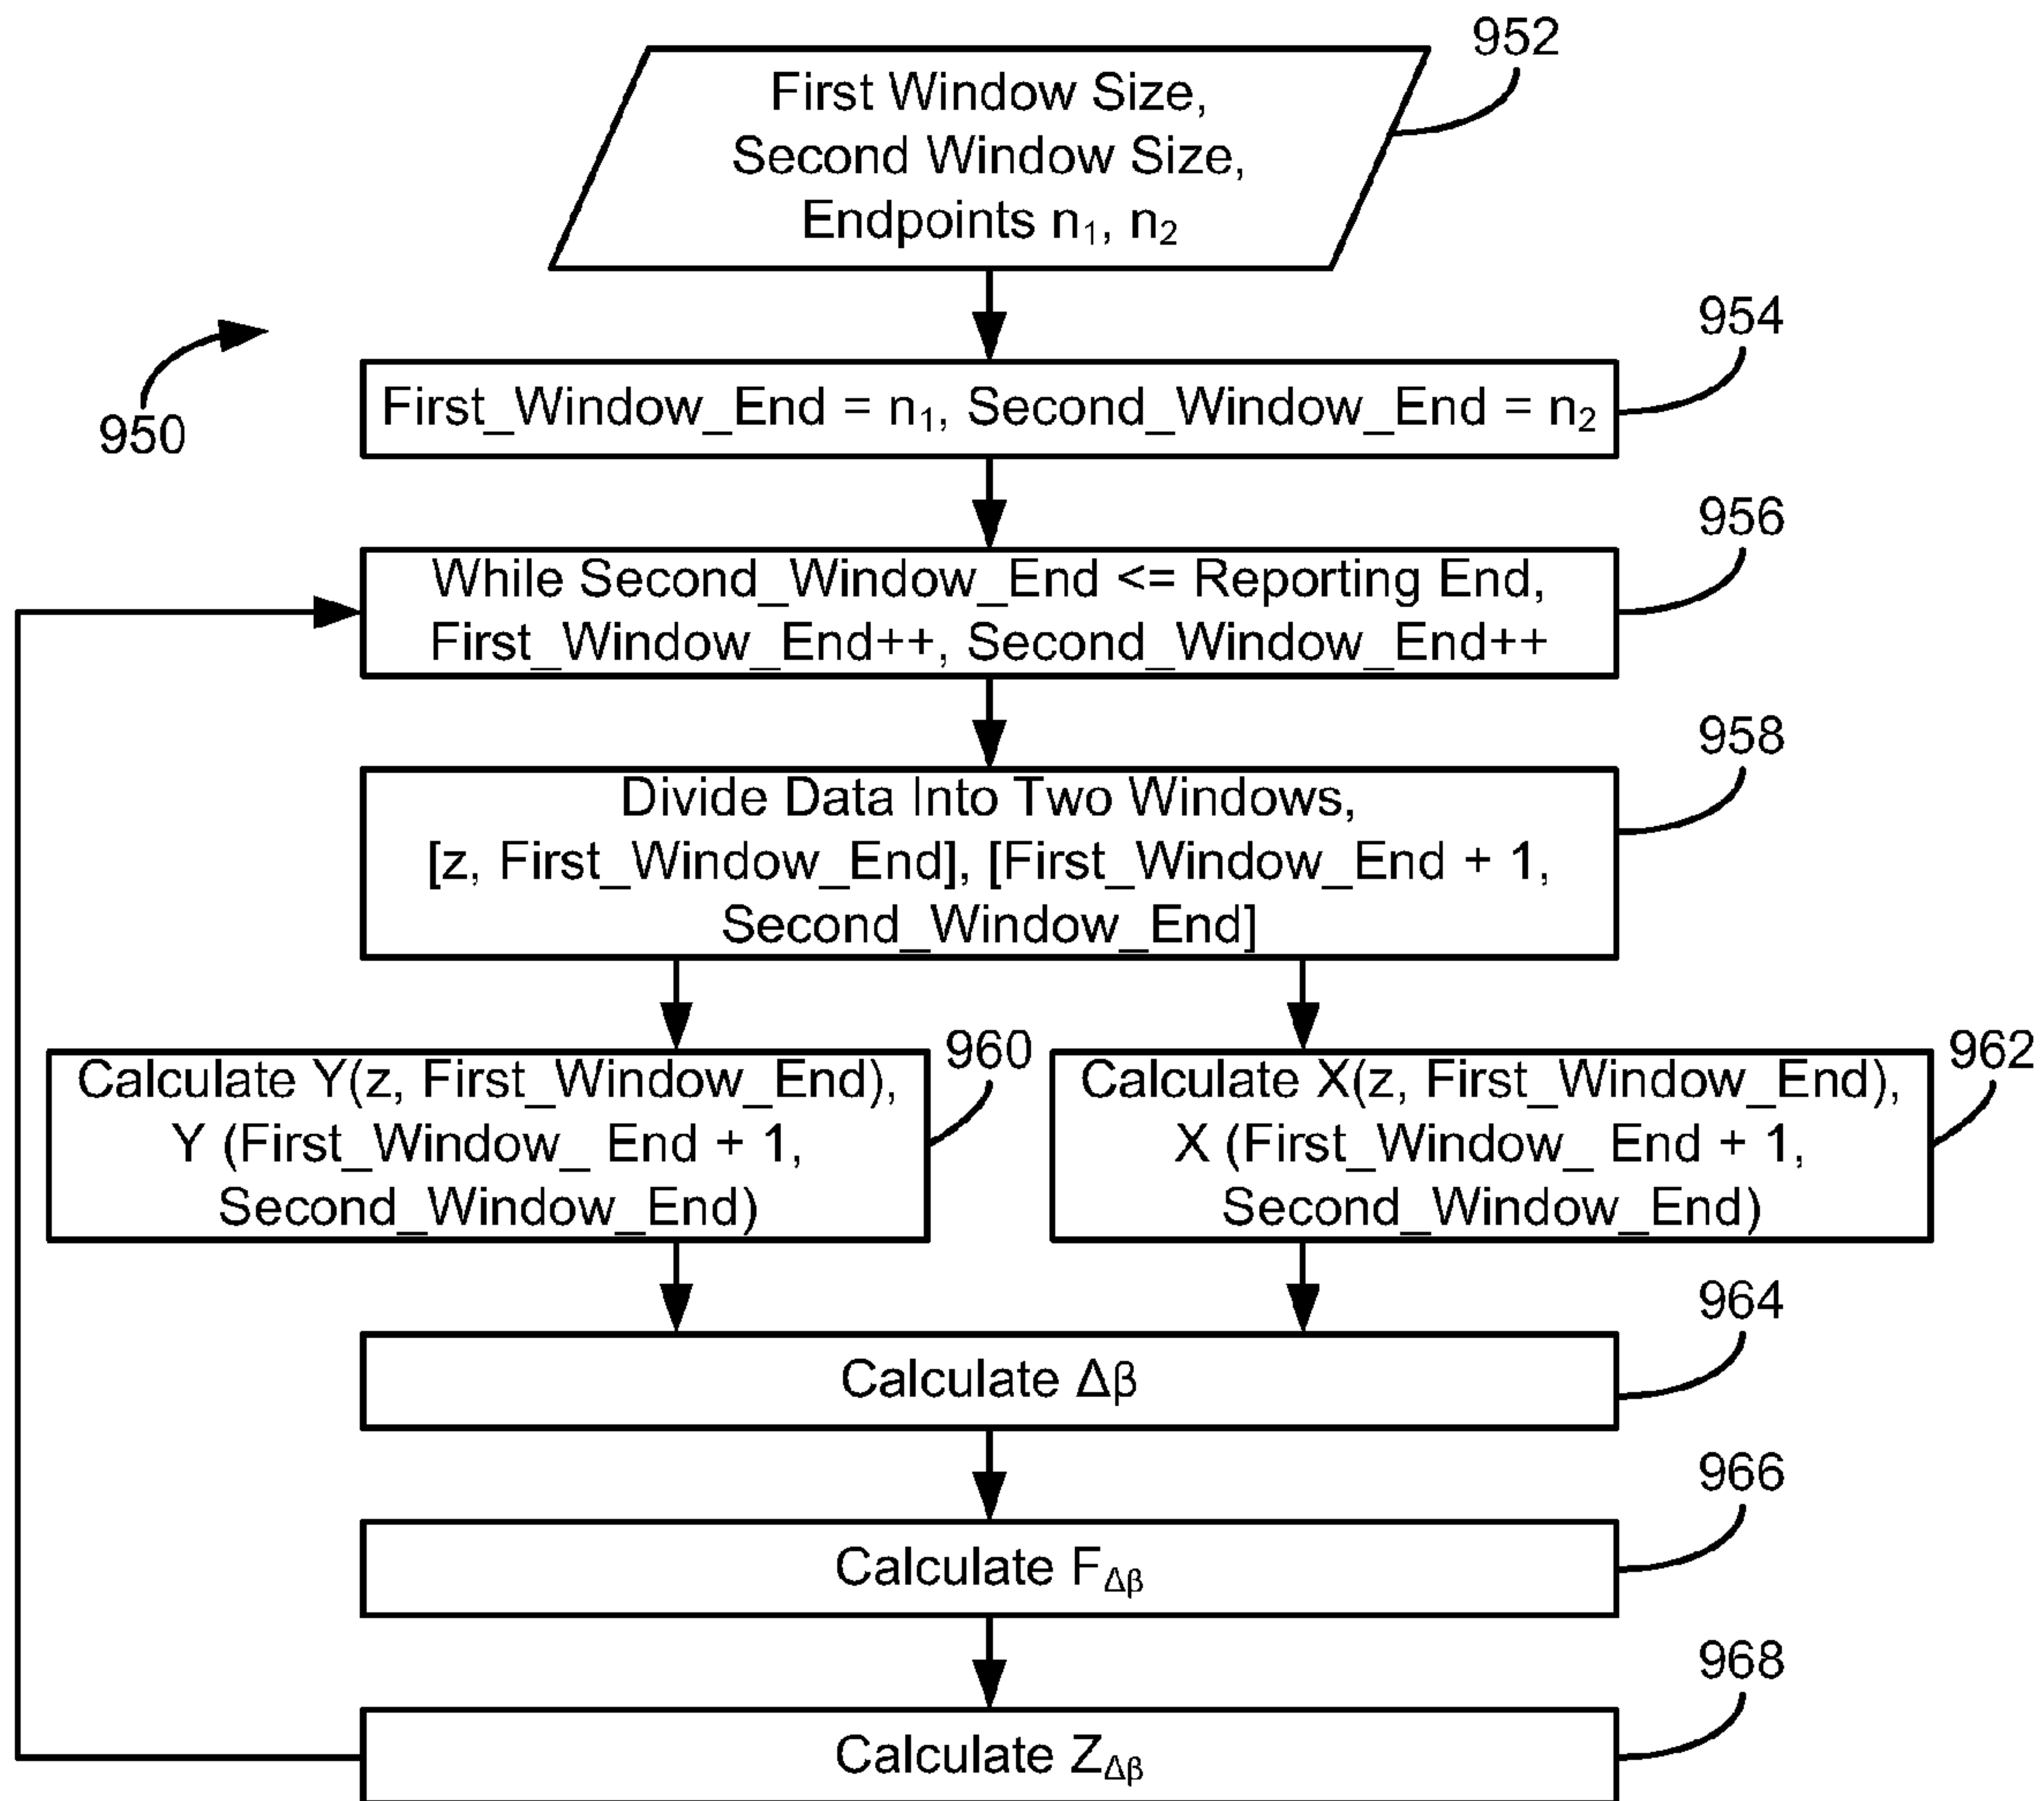 952
First Window Size,
Second Window Size,
Endpoints n₁, n₂
954
First_Window_End = n₁, Second_Window_End = n₂
950
956
While Second_Window_End <= Reporting End,
First_Window_End++, Second_Window_End++
958
Divide Data Into Two Windows,
[z, First_Window_End], [First_Window_End + 1,
Second_Window_End]
960
Calculate Y(z, First_Window_End),
Y (First_Window_ End + 1,
Second_Window_End)
962
Calculate X(z, First_Window_End),
X (First_Window_ End + 1,
Second_Window_End)
964
Calculate Δβ
966
Calculate F_Δβ
968
Calculate Z_Δβ